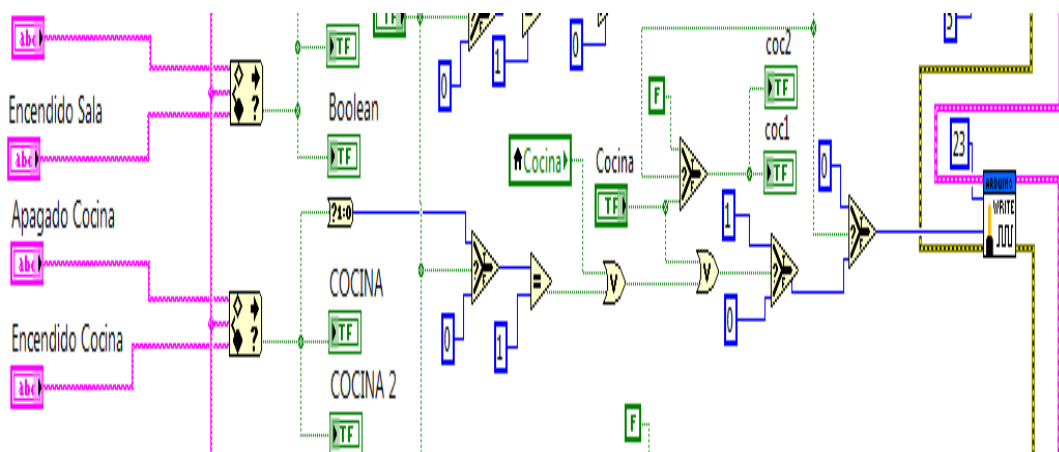 abc
TF
TF
0
1
0
5
Encendido Sala
abc
? 
Boolean
TF
F
coc2
TF
coc1
Cocina
Cocina
TF
TF
0
23
ARDUINO
WRITE
Apagado Cocina
abc
?1:0
?
V
V
1
?
?
=
COCINA
TF
0
1
0
Encendido Cocina
abc
?
COCINA 2
TF
F